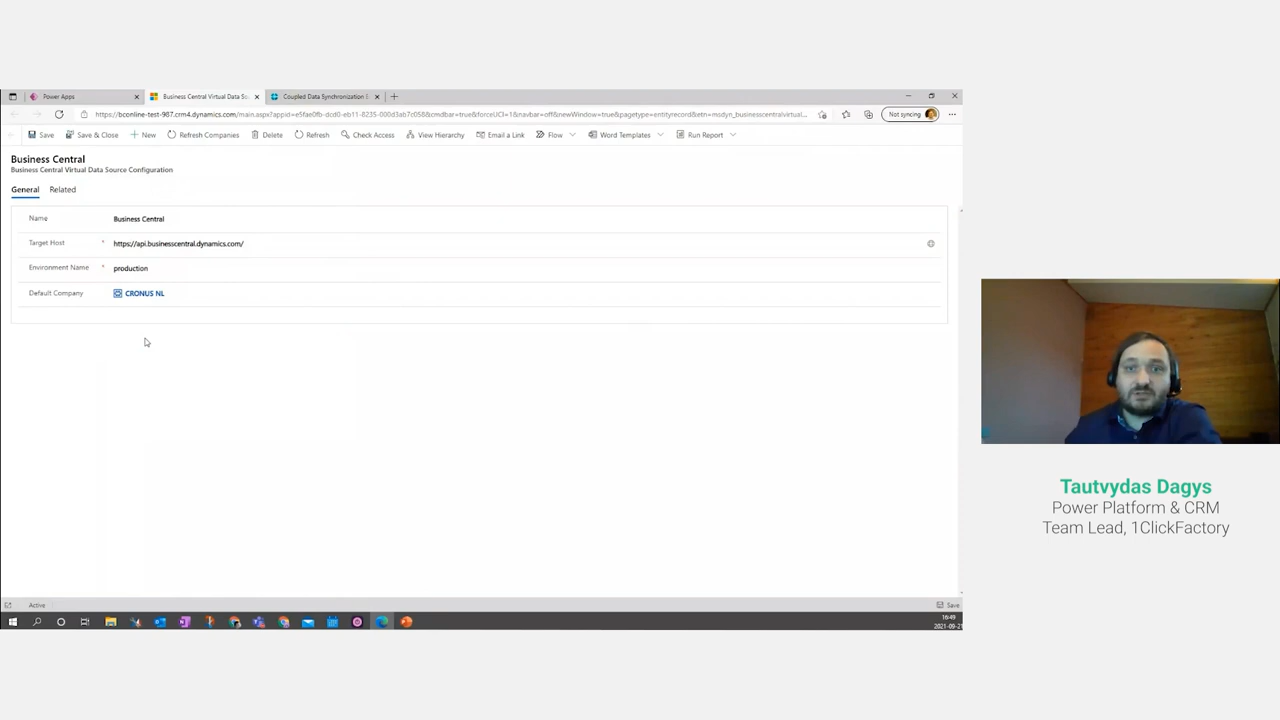 Power Apps
Business Central Virtual Data So
Coupled Data Synchronization
https://bconline-test-987.crm4.dynamics.com/main.aspx?appid=e5fae0fb-dcd0-eb11-8235-000d3ab7c058&cmdbar=true&forceUCI=1&navbar=off&newWindow=true&pagetype=entityrecord&etn=msdyn_businesscentralvirtual...
Not syncing
Save
Save & Close
New
Refresh Companies
Delete
Refresh
Check Access
View Hierarchy
Email a Link
Flow
Word Templates
Run Report
Business Central
Business Central Virtual Data Source Configuration
General Related
Name Business Central
Target Host * https://api.businesscentral.dynamics.com/
Environment Name * production
Default Company CRONUS NL
Active
Save
16:49
2021-09-21
Tautvydas Dagys
Power Platform & CRM
Team Lead, 1ClickFactory